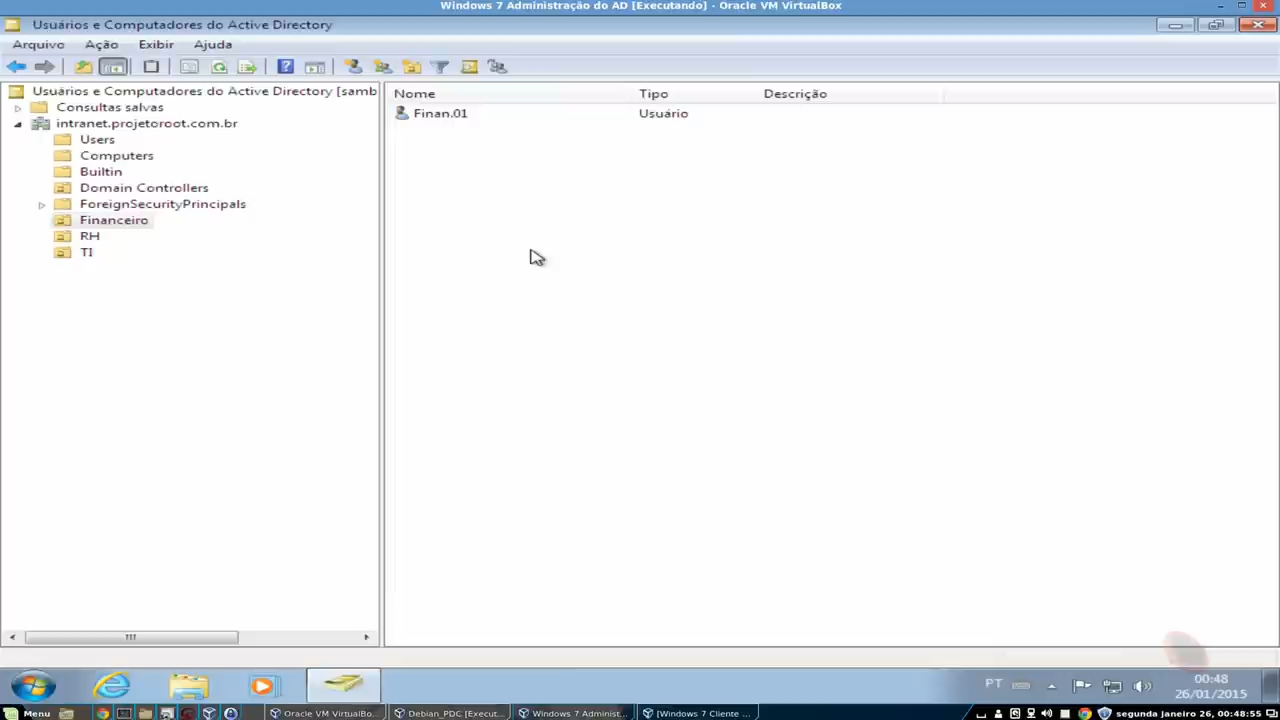 Windows 7 Administração do AD [Executando] - Oracle VM VirtualBox
Usuários e Computadores do Active Directory
Arquivo Ação Exibir Ajuda
Usuários e Computadores do Active Directory [samb
Consultas salvas
intranet.projetoroot.com.br
Users
Computers
Builtin
Domain Controllers
ForeignSecurityPrincipals
Financeiro
RH
TI
Nome Tipo Descrição
Finan.01 Usuário
PT
00:48
26/01/2015
Menu
Oracle VM VirtualBo...
Debian_PDC [Execut...
Windows 7 Administ...
[Windows 7 Cliente ...
segunda Janeiro 26, 00:48:55